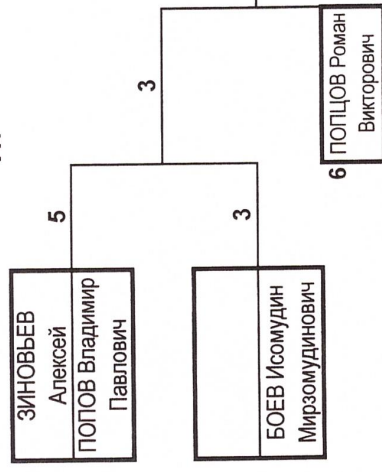 ЗИНОВЬЕВ
Алексей
ПОПОВ Владимир
Павлович
5
3
БОЕВ Исомудин
Мирзомудинович
3
6
ПОПЦОВ Роман
Викторович